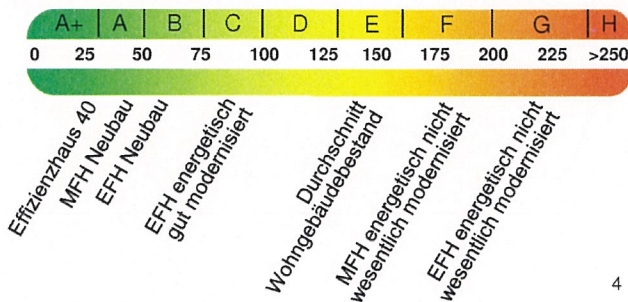 A+ A B C D E F G H
0 25 50 75 100 125 150 175 200 225 >250
Effizienzhaus 40
MFH Neubau
EFH Neubau
EFH energetisch
gut modernisiert
Durchschnitt
Wohngebäudebestand
MFH energetisch nicht
wesentlich modernisiert
EFH energetisch nicht
wesentlich modernisiert
4